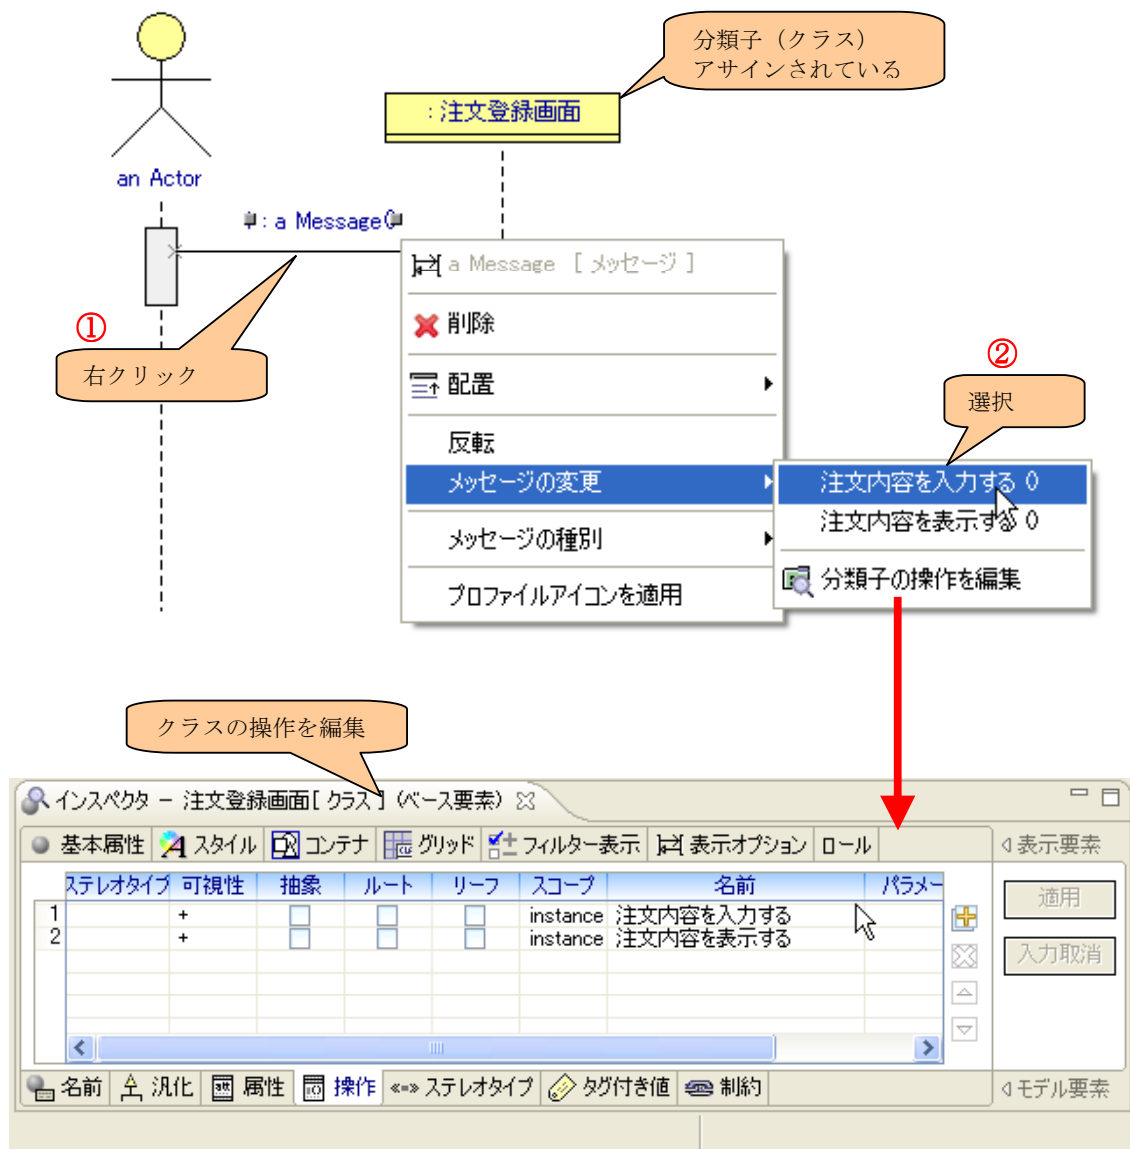 分類子（クラス）
アサインされている
: 注文登録画面
an Actor
: a Message()
①
右クリック
a Message [ メッセージ ]
削除
配置
反転
メッセージの変更
メッセージの種別
プロファイルアイコンを適用
②
選択
注文内容を入力する ()
注文内容を表示する ()
分類子の操作を編集
クラスの操作を編集
インスペクタ － 注文登録画面[ クラス ] (ベース要素)
基本属性 スタイル コンテナ グリッド フィルター表示 表示オプション ロール
表示要素
ステレオタイプ 可視性 抽象 ルート リーフ スコープ 名前 パラメー
1 + instance 注文内容を入力する
2 + instance 注文内容を表示する
適用
入力取消
名前 汎化 属性 操作 ステレオタイプ タグ付き値 制約
モデル要素